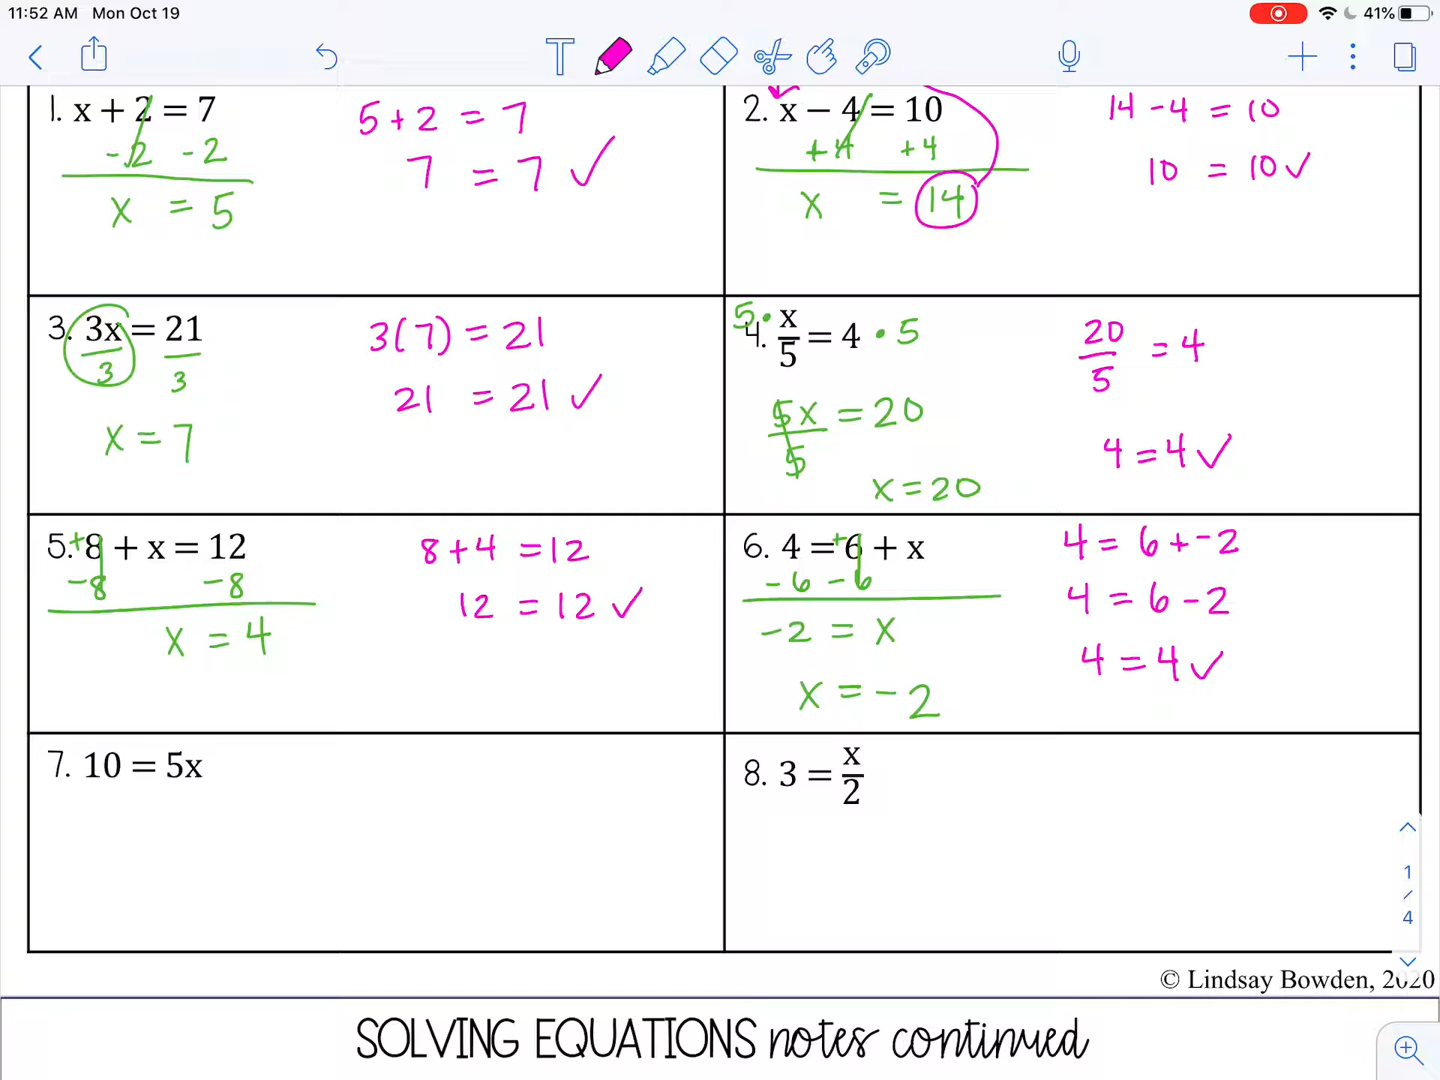 11:52 AM Mon Oct 19
41%
T
1. x + 2 = 7
-2 -2
x = 5
5 + 2 = 7
7 = 7 ✓
2. x − 4 = 10
+4 +4
x = 14
14 - 4 = 10
10 = 10 ✓
3. 3x = 21
3 3
x = 7
3(7) = 21
21 = 21 ✓
4. 5 · x/5 = 4 · 5
5x/5 = 20
x = 20
20/5 = 4
4 = 4 ✓
5. +8 + x = 12
-8 -8
x = 4
8 + 4 = 12
12 = 12 ✓
6. 4 = +6 + x
-6 -6
-2 = x
x = -2
4 = 6 + -2
4 = 6 - 2
4 = 4 ✓
7. 10 = 5x
8. 3 = x/2
1
/
4
© Lindsay Bowden, 2020
SOLVING EQUATIONS notes continued